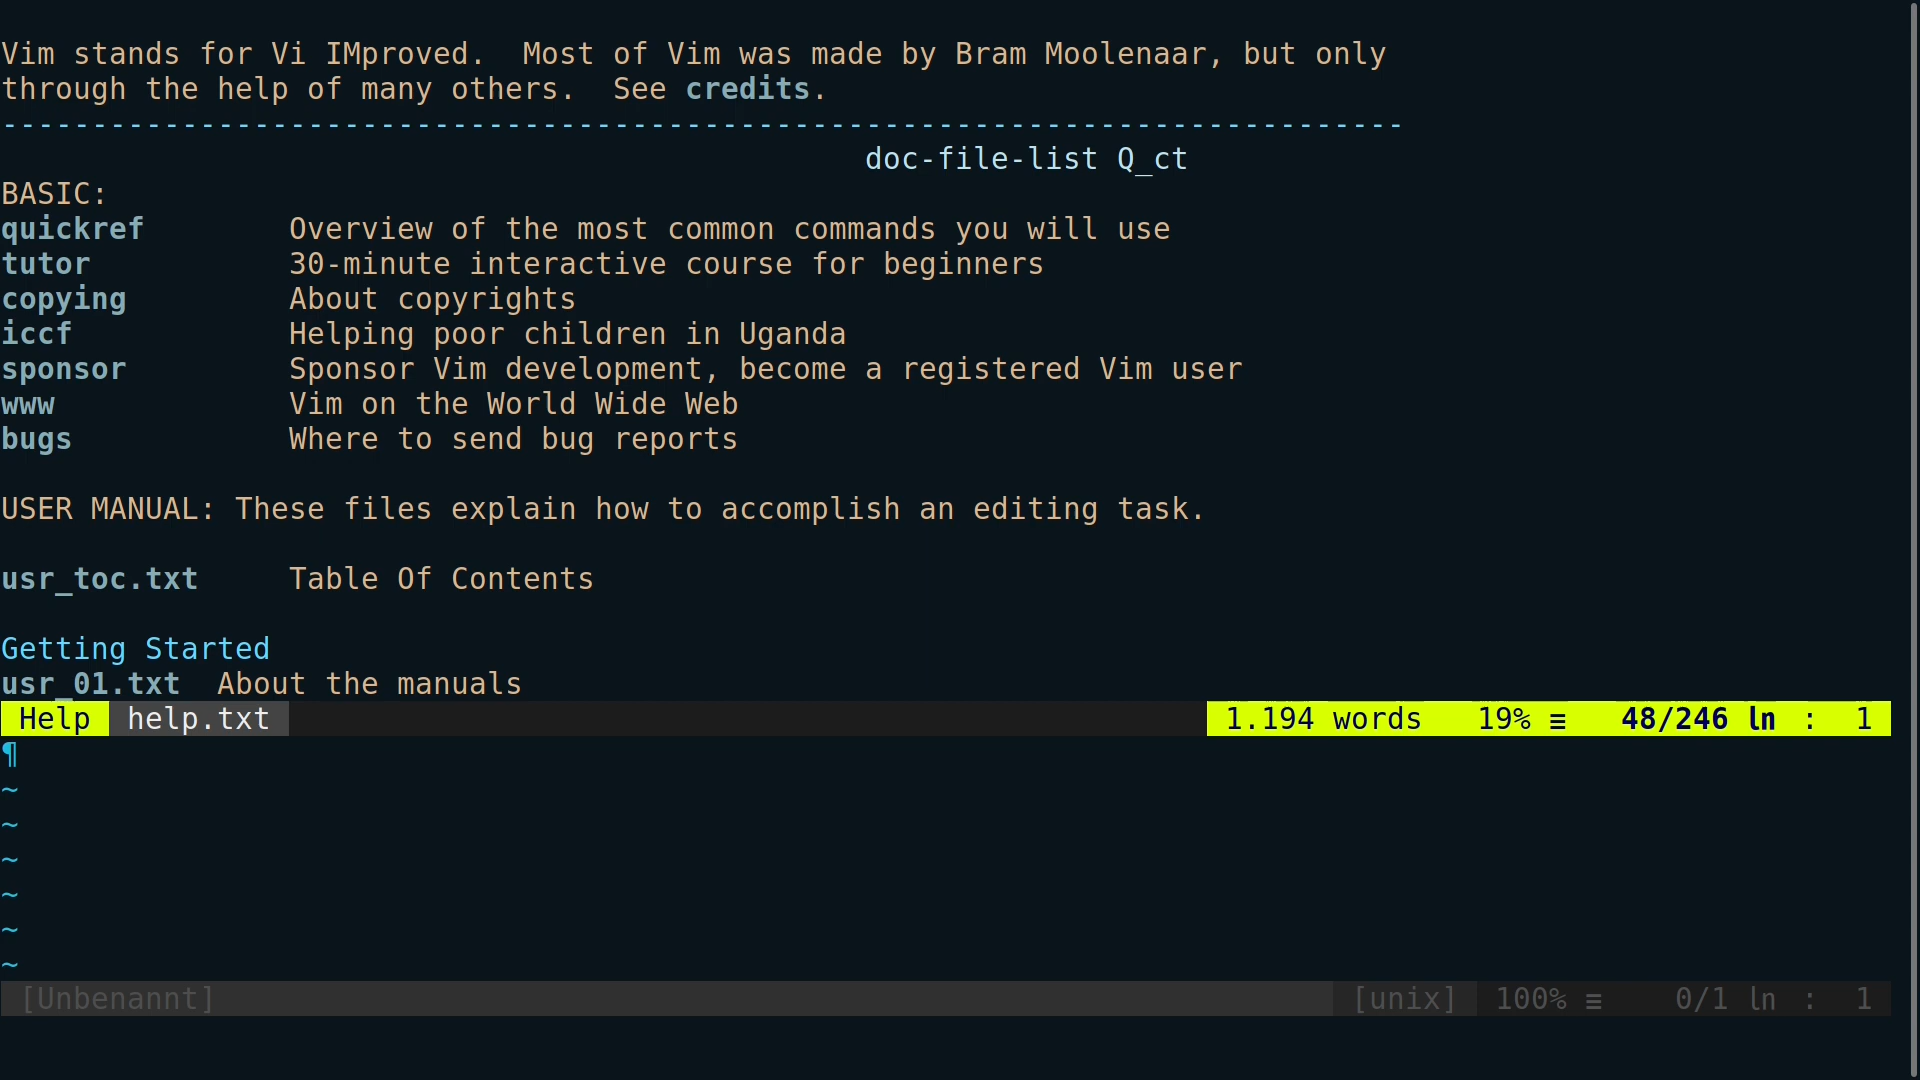 Vim stands for Vi IMproved.  Most of Vim was made by Bram Moolenaar, but only
through the help of many others.  See credits.
------------------------------------------------------------------------------
                                                doc-file-list Q_ct
BASIC:
quickref        Overview of the most common commands you will use
tutor           30-minute interactive course for beginners
copying         About copyrights
iccf            Helping poor children in Uganda
sponsor         Sponsor Vim development, become a registered Vim user
www             Vim on the World Wide Web
bugs            Where to send bug reports
USER MANUAL: These files explain how to accomplish an editing task.
usr_toc.txt     Table Of Contents
Getting Started
usr_01.txt  About the manuals
Help  help.txt  1.194 words   19% ≡   48/246 ln :  1
¶
~
~
~
~
~
~
[Unbenannt]  [unix]  100% ≡    0/1 ln :  1